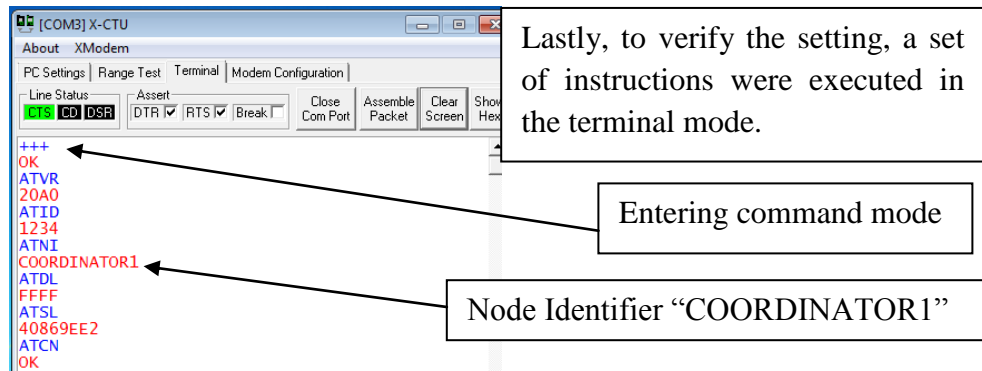 [COM3] X-CTU
About XModem
PC Settings Range Test Terminal Modem Configuration
Line Status
CTS CD DSR
Assert
DTR RTS Break
Close
Com Port
Assemble
Packet
Clear
Screen
Show
Hex
+++
OK
ATVR
20A0
ATID
1234
ATNI
COORDINATOR1
ATDL
FFFF
ATSL
40869EE2
ATCN
OK
Lastly, to verify the setting, a set
of instructions were executed in
the terminal mode.
Entering command mode
Node Identifier “COORDINATOR1”